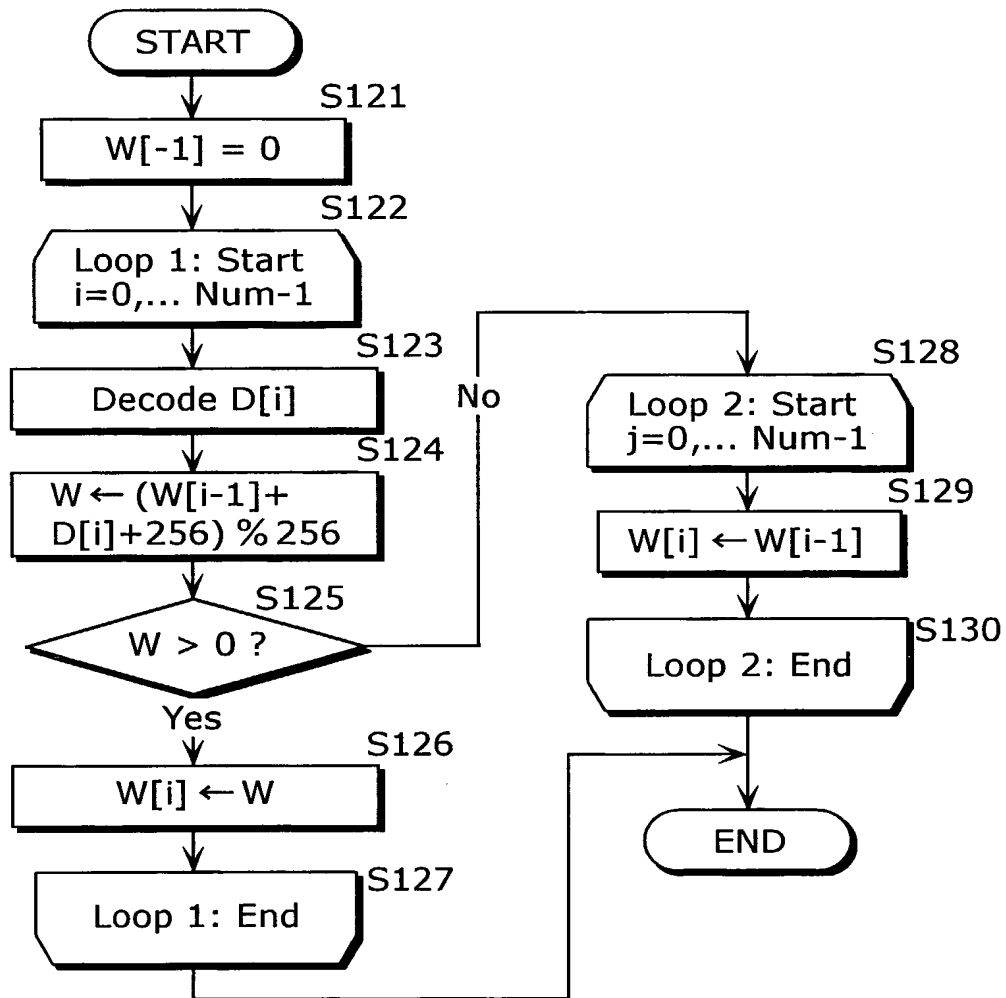 START
S121
W[-1] = 0
S122
Loop 1: Start
i=0,... Num-1
S123
Decode D[i]
S124
W ← (W[i-1]+
D[i]+256) % 256
S125
W > 0 ?
No
Yes
S126
W[i] ← W
S127
Loop 1: End
S128
Loop 2: Start
j=0,... Num-1
S129
W[i] ← W[i-1]
S130
Loop 2: End
END